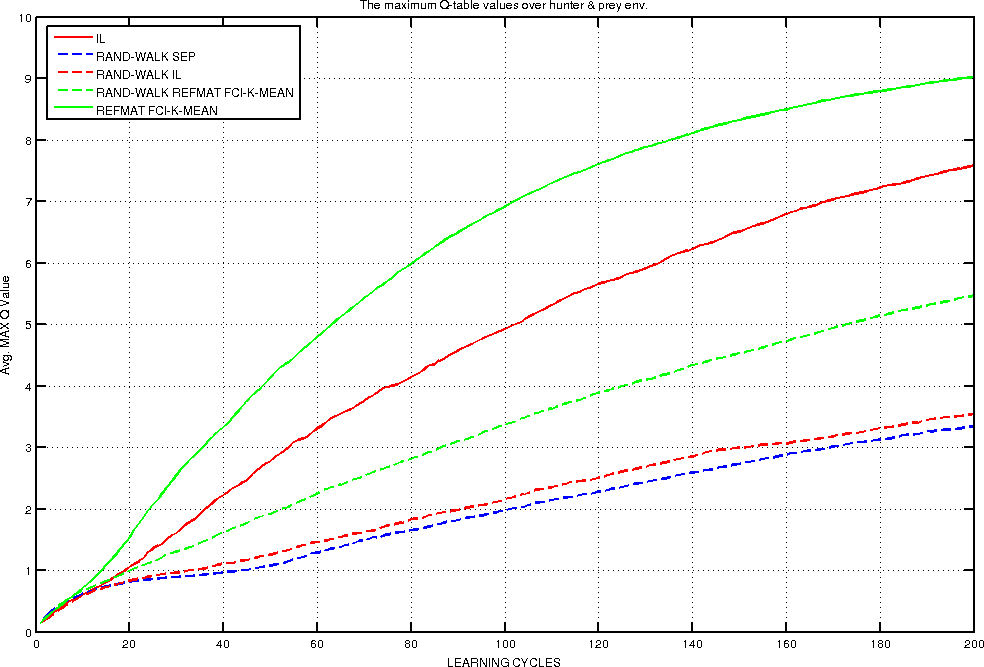 The maximum Q-table values over hunter & prey env.
10
9
8
7
6
5
4
3
2
1
0
Avg. MAX Q Value
IL
RAND-WALK SEP
RAND-WALK IL
RAND-WALK REFMAT FCI-K-MEAN
REFMAT FCI-K-MEAN
0 20 40 60 80 100 120 140 160 180 200
LEARNING CYCLES